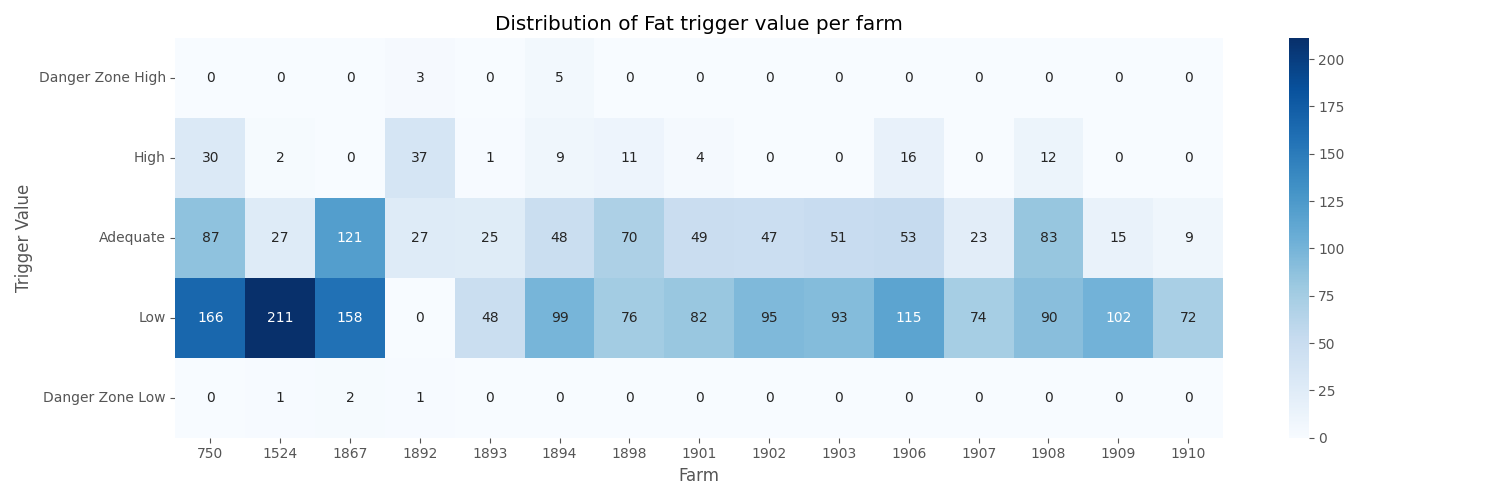 Distribution of Fat trigger value per farm
Trigger Value
Danger Zone High 0 0 0 3 0 5 0 0 0 0 0 0 0 0 0
High 30 2 0 37 1 9 11 4 0 0 16 0 12 0 0
Adequate 87 27 121 27 25 48 70 49 47 51 53 23 83 15 9
Low 166 211 158 0 48 99 76 82 95 93 115 74 90 102 72
Danger Zone Low 0 1 2 1 0 0 0 0 0 0 0 0 0 0 0
750 1524 1867 1892 1893 1894 1898 1901 1902 1903 1906 1907 1908 1909 1910
Farm
200
175
150
125
100
75
50
25
0